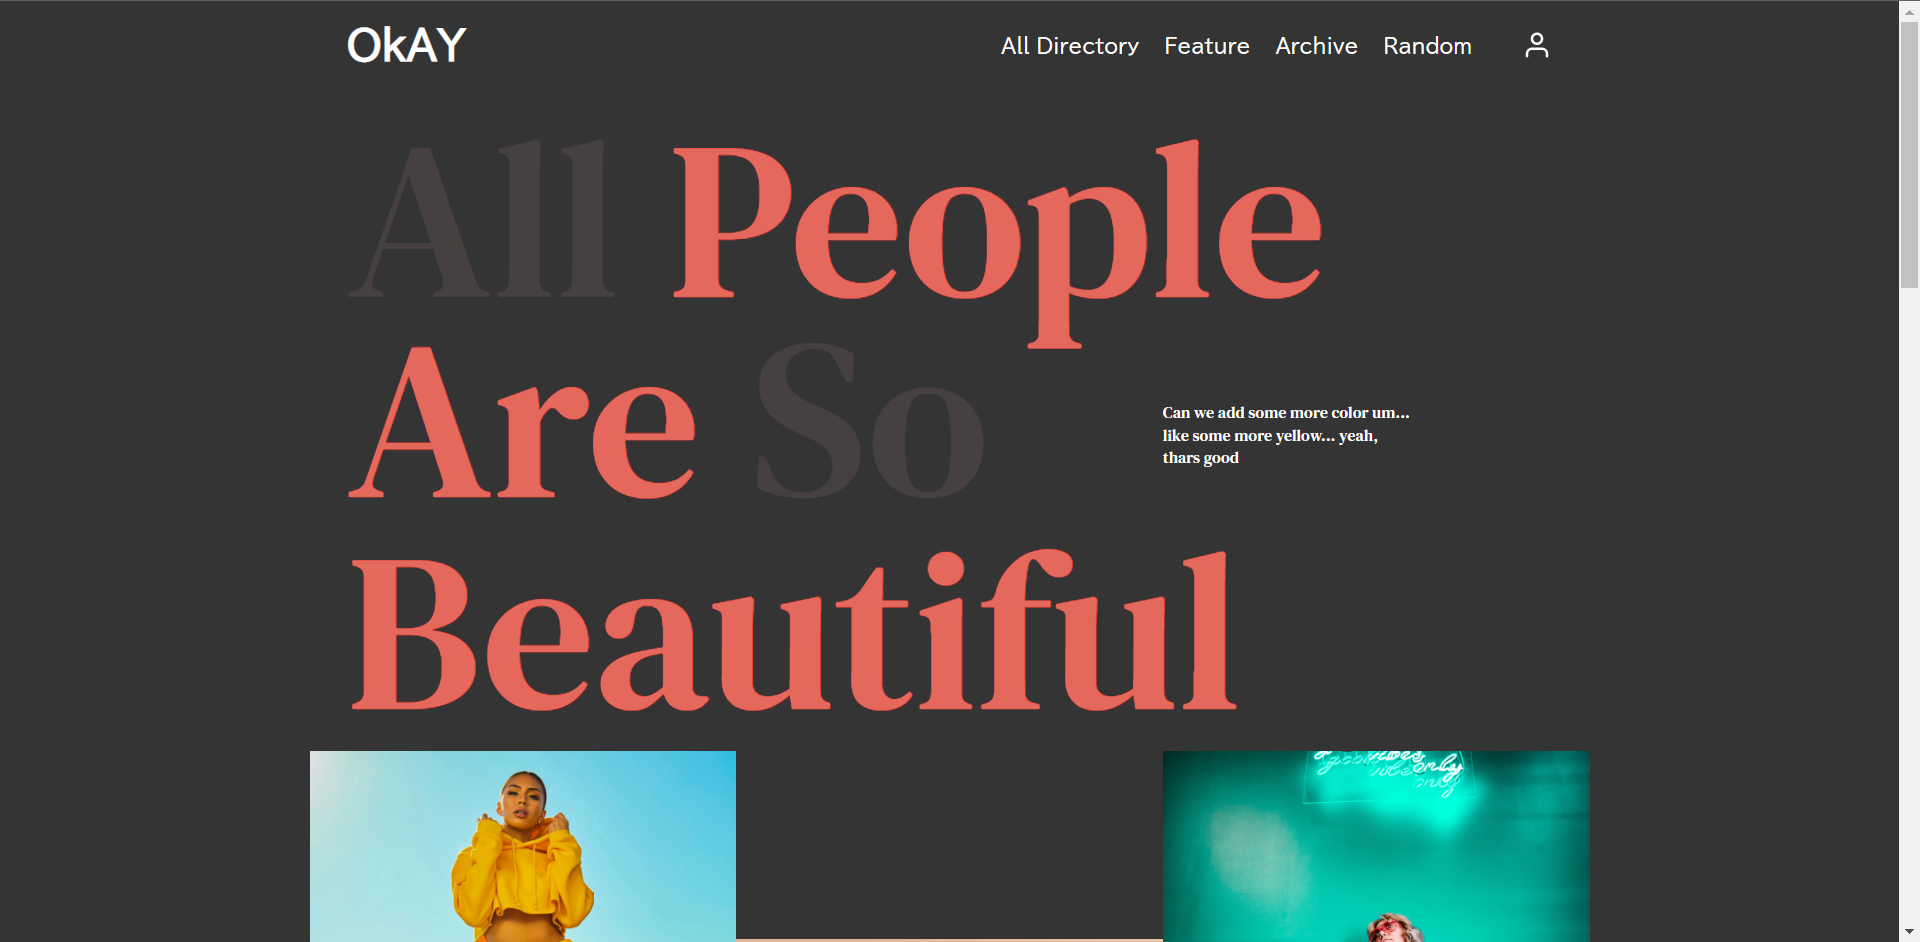 OkAY
All Directory Feature Archive Random
All People
Are So
Can we add some more color um...
like some more yellow... yeah,
thars good
Beautiful
only